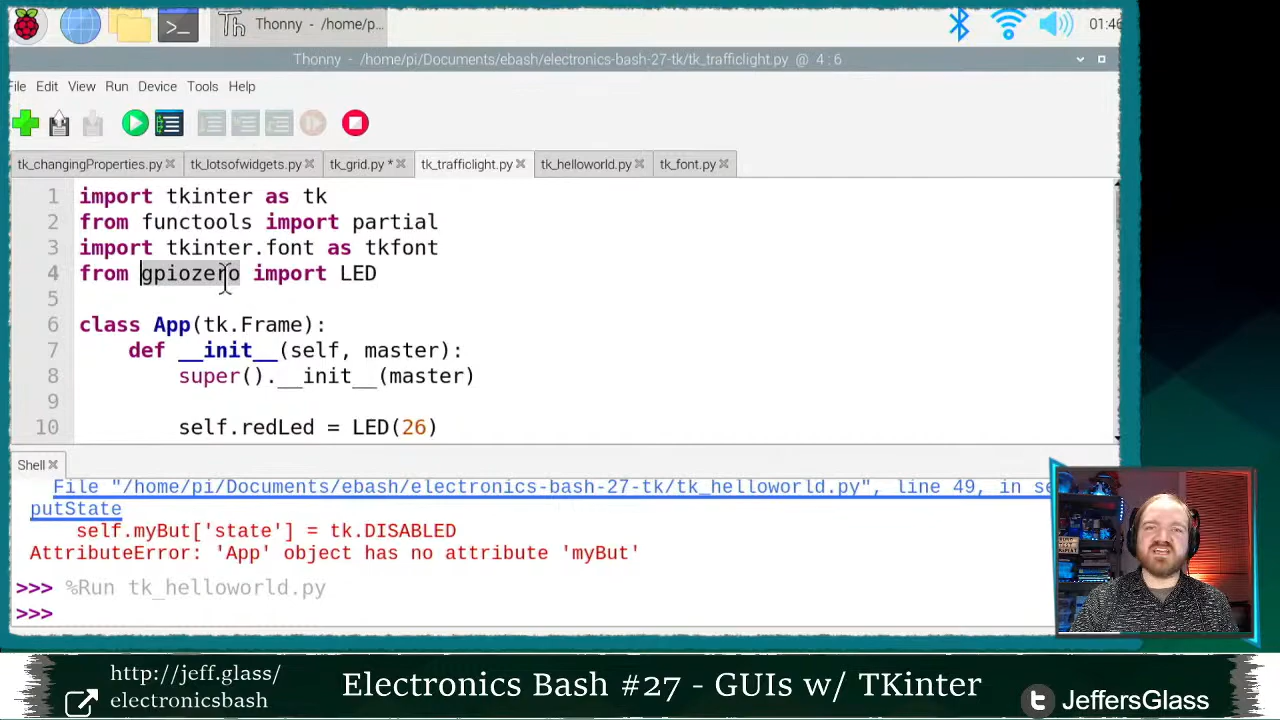 Thonny - /home/p...
01:46
Thonny - /home/pi/Documents/ebash/electronics-bash-27-tk/tk_trafficlight.py @ 4:6
File Edit View Run Device Tools Help
tk_changingProperties.py tk_lotsofwidgets.py tk_grid.py * tk_trafficlight.py tk_helloworld.py tk_font.py
1 import tkinter as tk
2 from functools import partial
3 import tkinter.font as tkfont
4 from gpiozero import LED
5
6 class App(tk.Frame):
7 def __init__(self, master):
8 super().__init__(master)
9
10 self.redLed = LED(26)
Shell
File "/home/pi/Documents/ebash/electronics-bash-27-tk/tk_helloworld.py", line 49, in se
putState
self.myBut['state'] = tk.DISABLED
AttributeError: 'App' object has no attribute 'myBut'
>>> %Run tk_helloworld.py
>>>
http://jeff.glass/
electronicsbash
Electronics Bash #27 - GUIs w/ TKinter
JeffersGlass